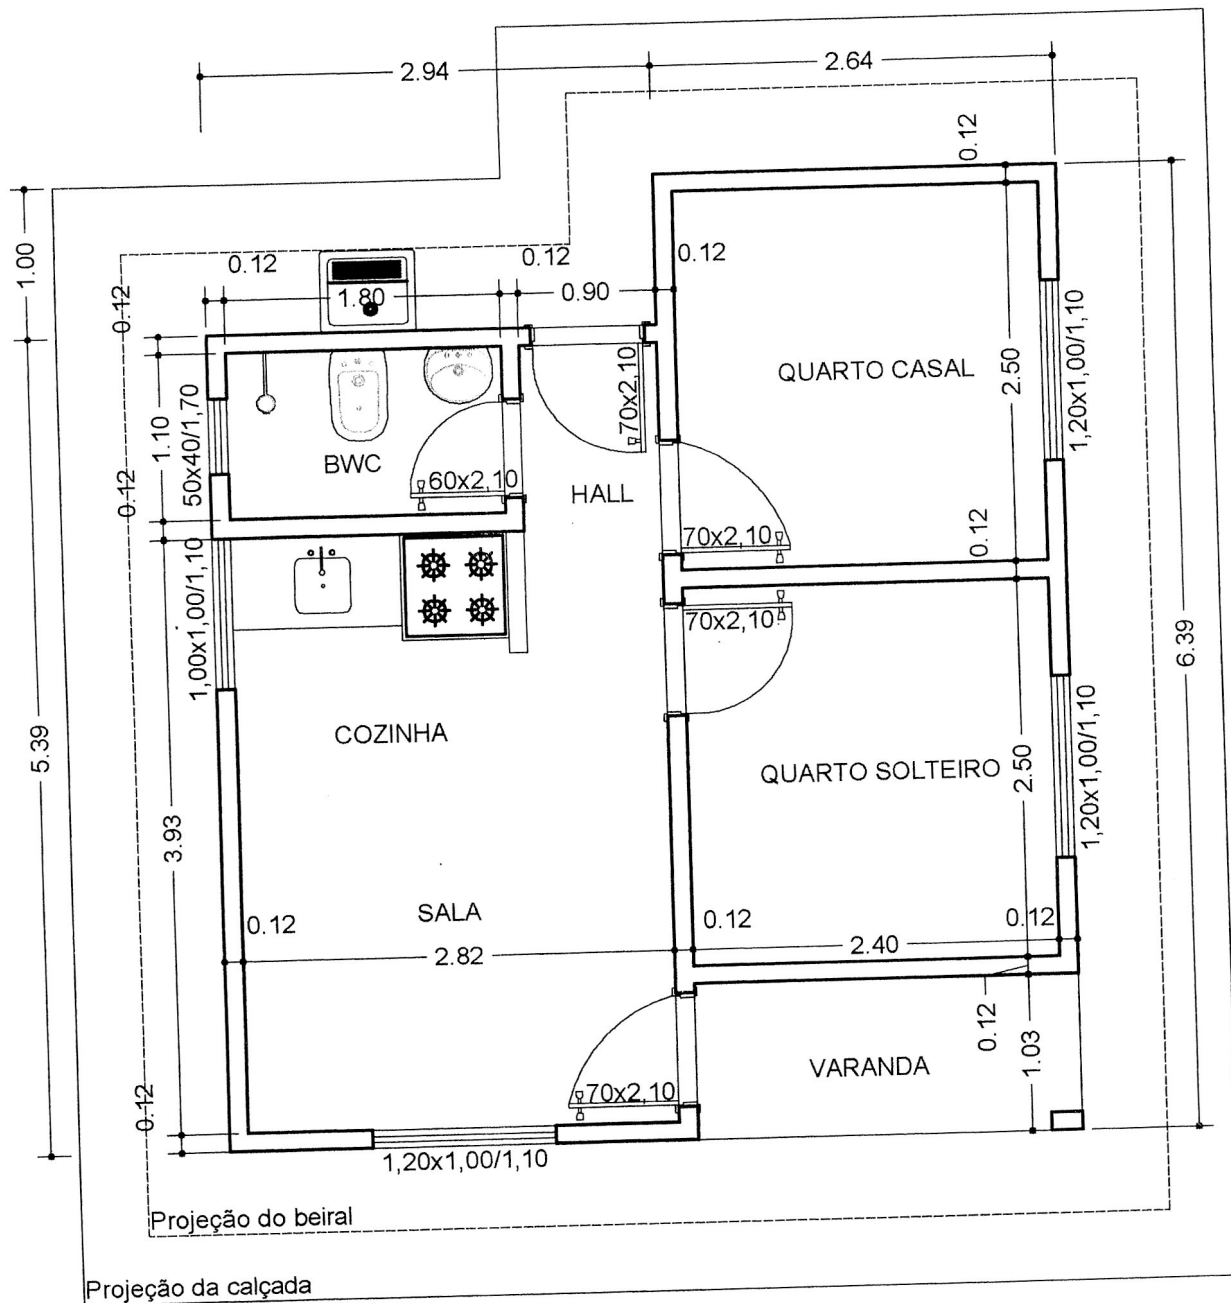 2.94
2.64
0.12
1.00
0.12
0.12
0.12
0.12
1.80
0.90
70x2,10
QUARTO CASAL
2.50
1,20x1,00/1,10
1.10
50x40/1,70
BWC
60x2,10
HALL
0.12
70x2,10
0.12
1,00x1,00/1,10
70x2,10
6.39
5.39
COZINHA
3.93
QUARTO SOLTEIRO
2.50
1,20x1,00/1,10
SALA
0.12
0.12
0.12
2.82
2.40
0.12
1.03
VARANDA
0.12
70x2,10
1,20x1,00/1,10
Projeção do beiral
Projeção da calçada